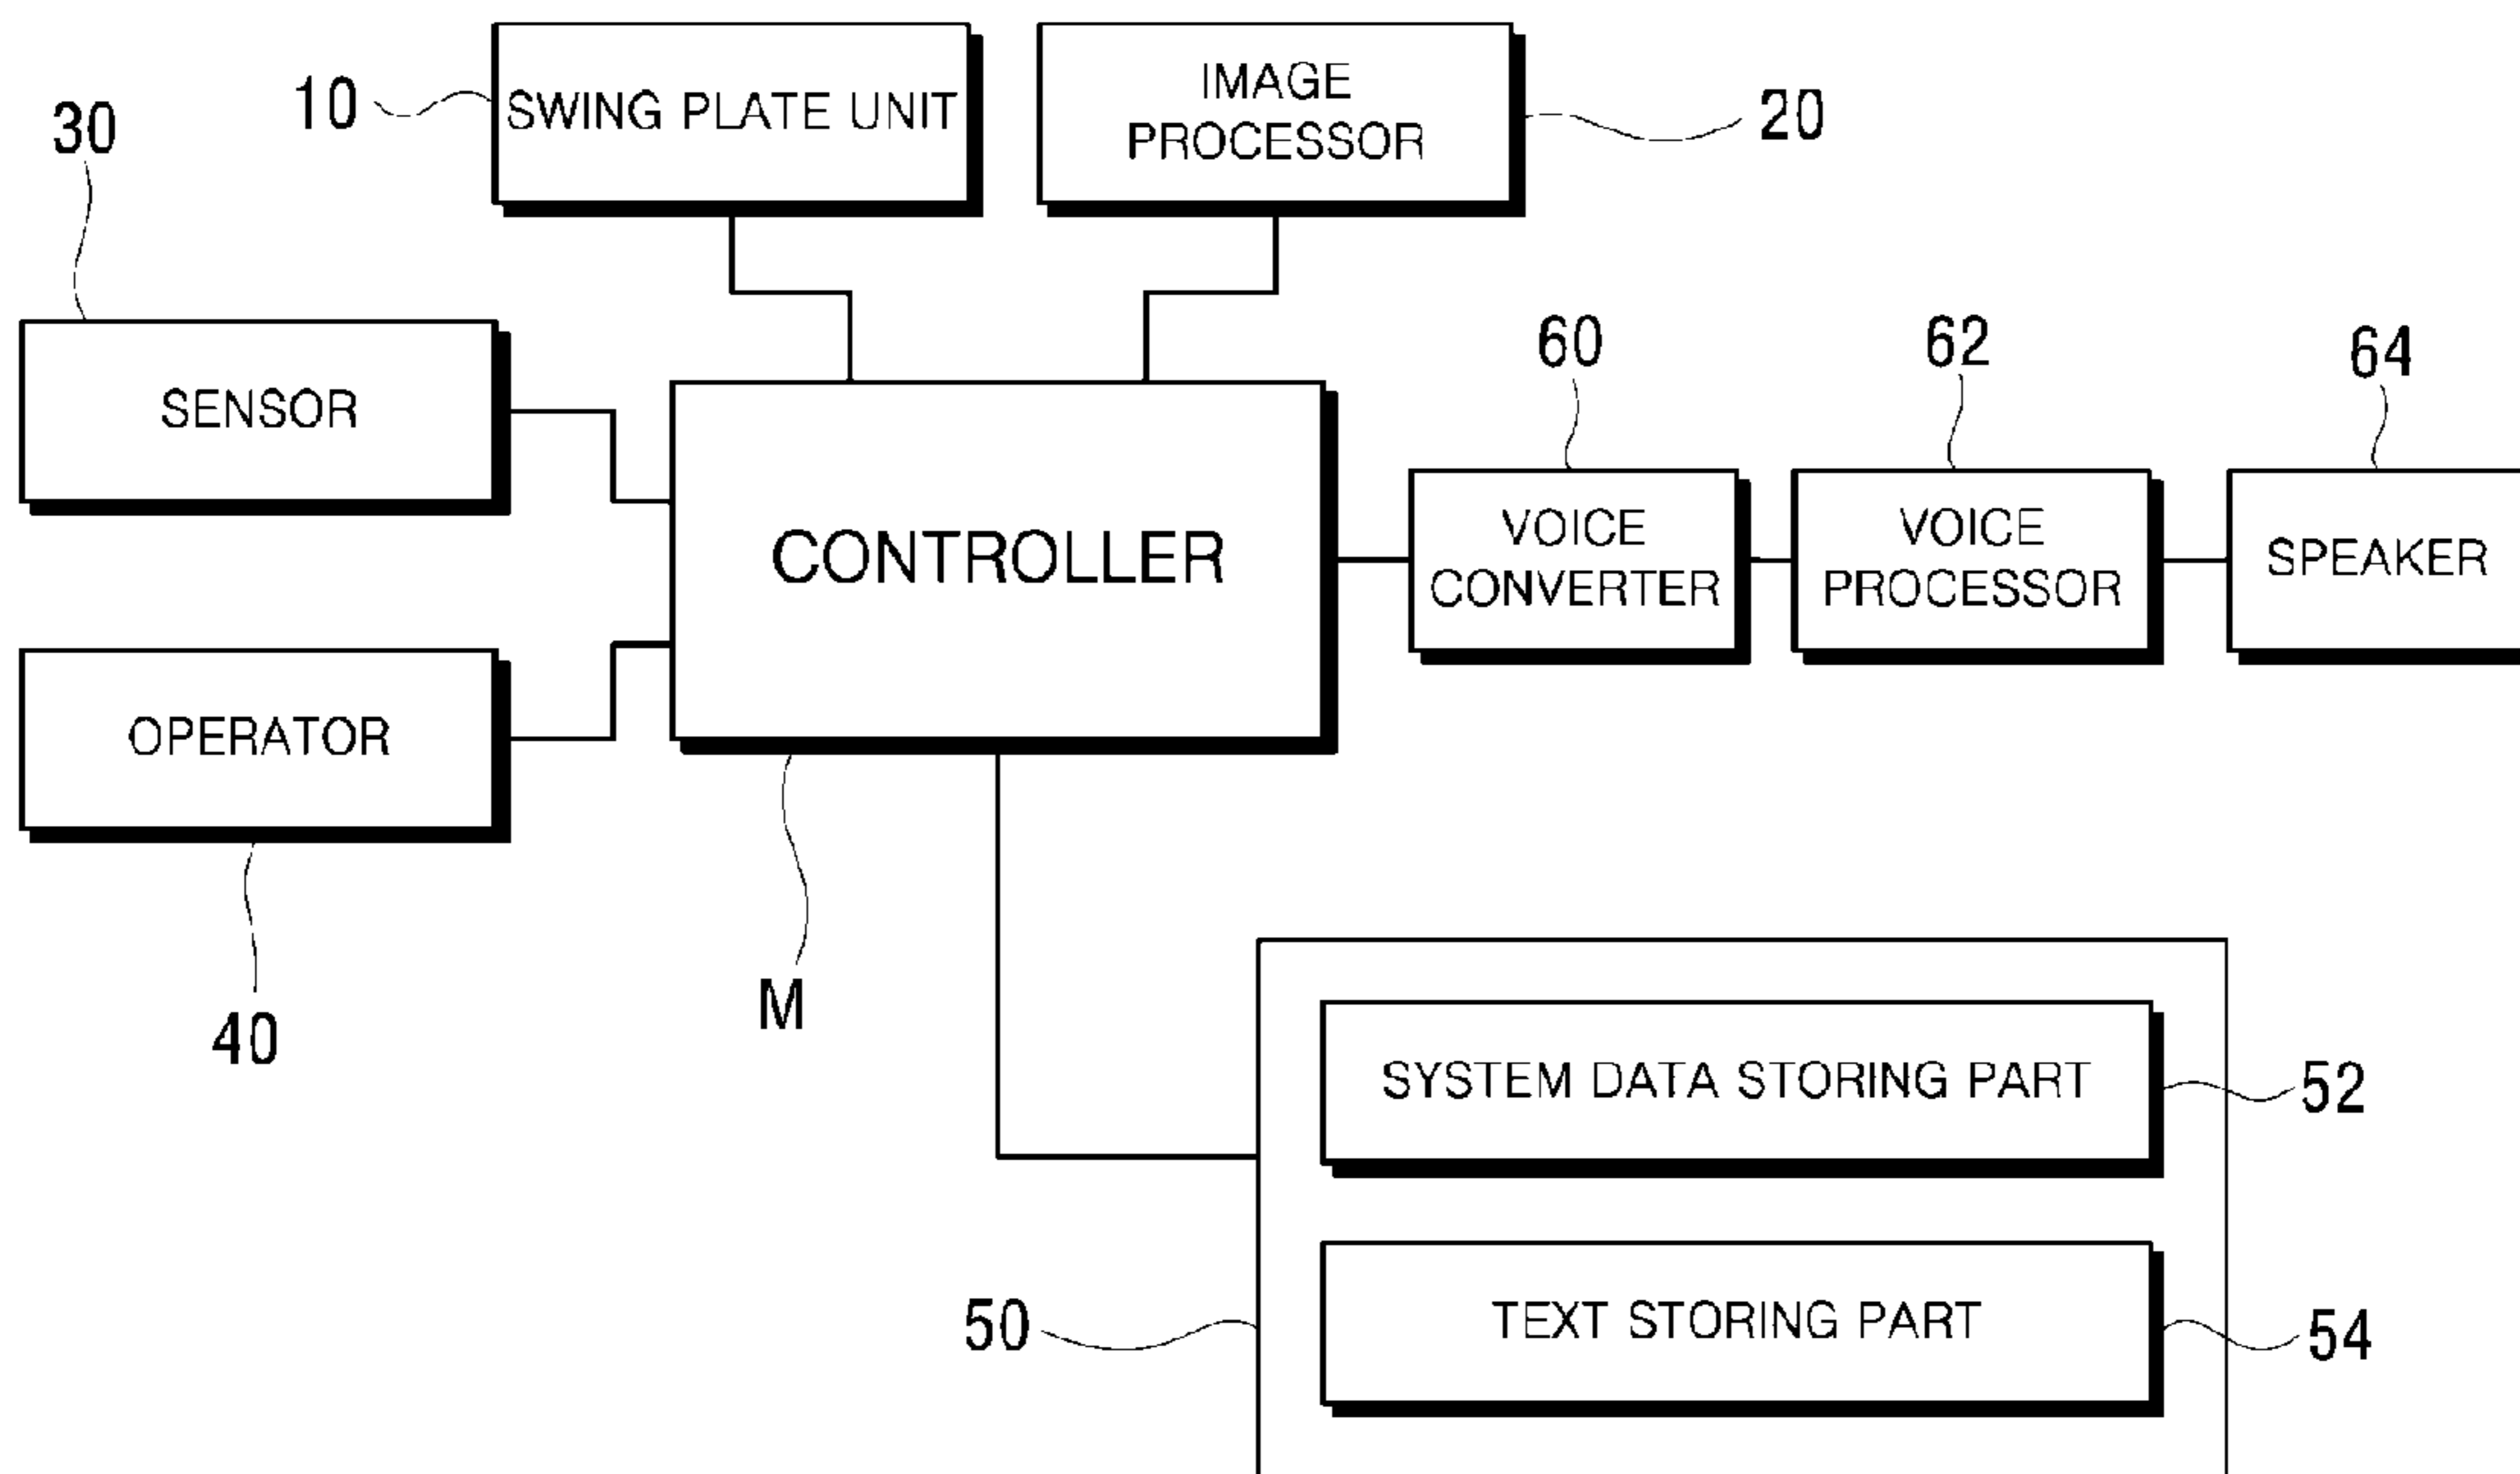 10
SWING PLATE UNIT
IMAGE
PROCESSOR
20
30
SENSOR
CONTROLLER
60
VOICE
CONVERTER
62
VOICE
PROCESSOR
64
SPEAKER
OPERATOR
40
M
SYSTEM DATA STORING PART
52
50
TEXT STORING PART
54